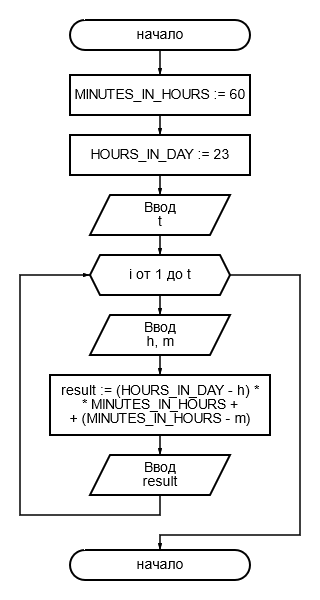 начало
MINUTES_IN_HOURS := 60
HOURS_IN_DAY := 23
Ввод
t
i от 1 до t
Ввод
h, m
result := (HOURS_IN_DAY - h) *
* MINUTES_IN_HOURS +
+ (MINUTES_IN_HOURS - m)
Ввод
result
начало